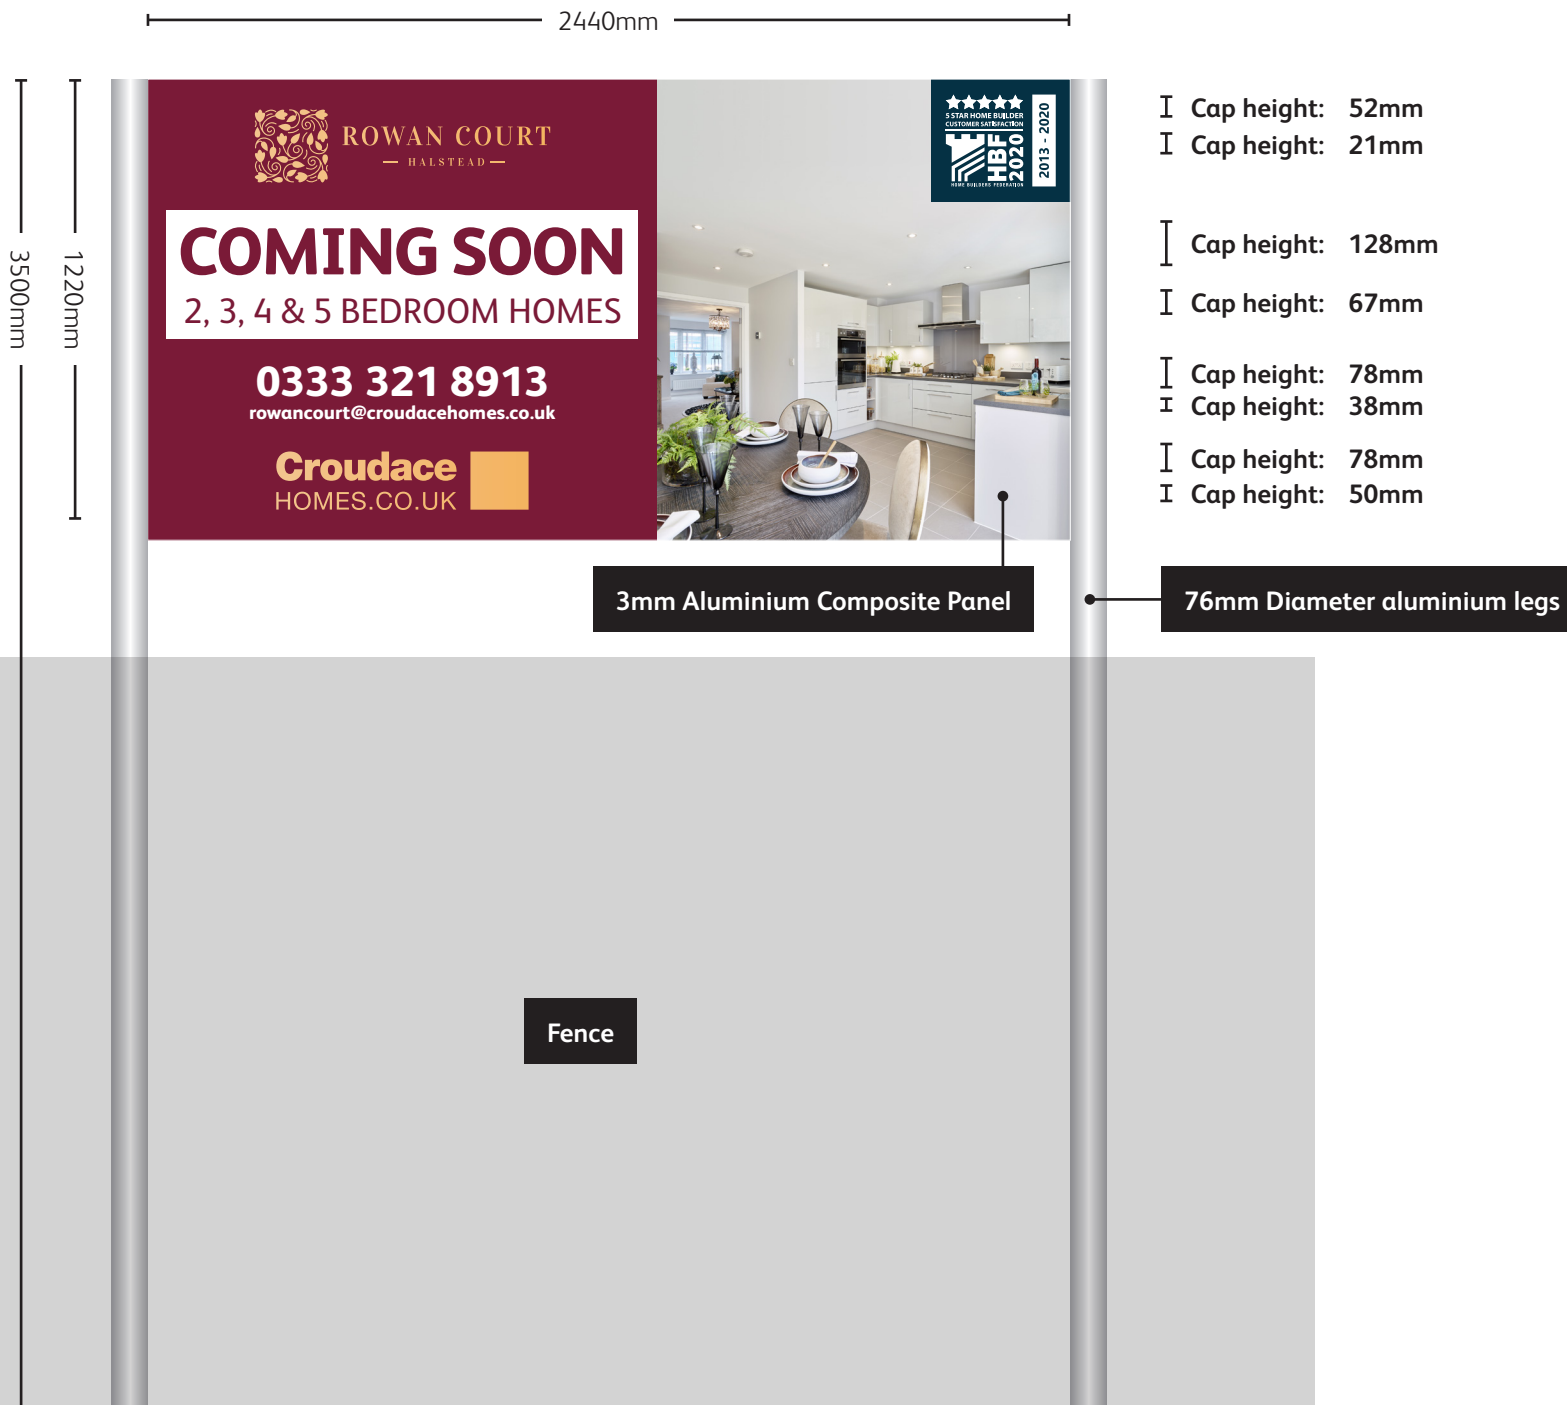 2440mm
3500mm
1220mm
ROWAN COURT
HALSTEAD
COMING SOON
2, 3, 4 & 5 BEDROOM HOMES
0333 321 8913
rowancourt@croudacehomes.co.uk
Croudace
HOMES.CO.UK
5 STAR HOME BUILDER
CUSTOMER SATISFACTION
HBF
2020
HOME BUILDERS FEDERATION
2013 - 2020
Cap height: 52mm
Cap height: 21mm
Cap height: 128mm
Cap height: 67mm
Cap height: 78mm
Cap height: 38mm
Cap height: 78mm
Cap height: 50mm
3mm Aluminium Composite Panel
76mm Diameter aluminium legs
Fence